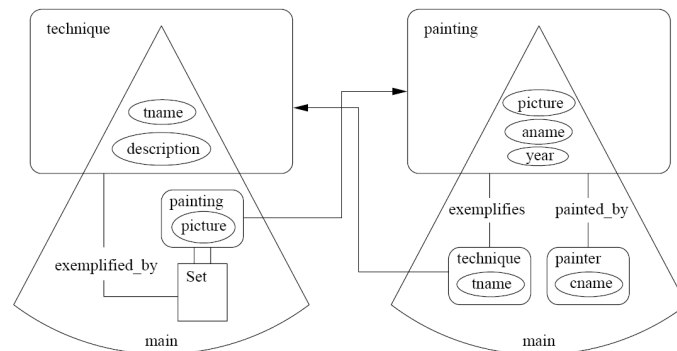 technique
tname
description
painting
picture
exemplified_by
Set
main
painting
picture
aname
year
exemplifies
painted_by
technique
tname
painter
cname
main